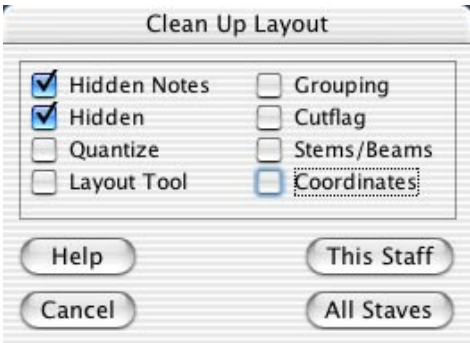 Clean Up Layout
Hidden Notes
Hidden
Quantize
Layout Tool
Grouping
Cutflag
Stems/Beams
Coordinates
Help
This Staff
Cancel
All Staves